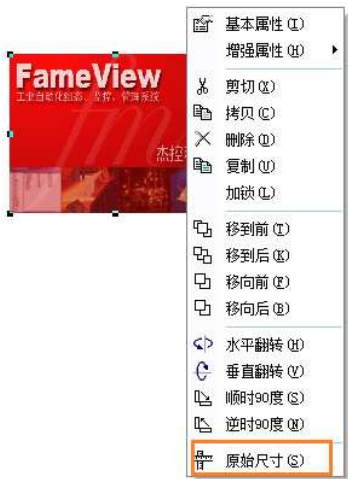 FameView
工业自动化组态、监控、管理系统
杰控
基本属性(I)
增强属性(H)
剪切(X)
拷贝(C)
删除(D)
复制(U)
加锁(L)
移到前(T)
移到后(K)
移向前(F)
移向后(B)
水平翻转(H)
垂直翻转(V)
顺时90度(S)
逆时90度(N)
原始尺寸(S)